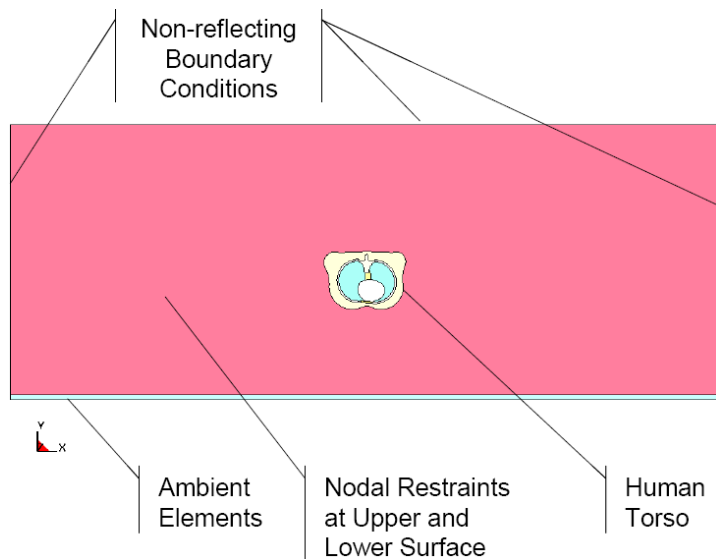 Non-reflecting
Boundary
Conditions
Y
X
Ambient
Elements
Nodal Restraints
at Upper and
Lower Surface
Human
Torso